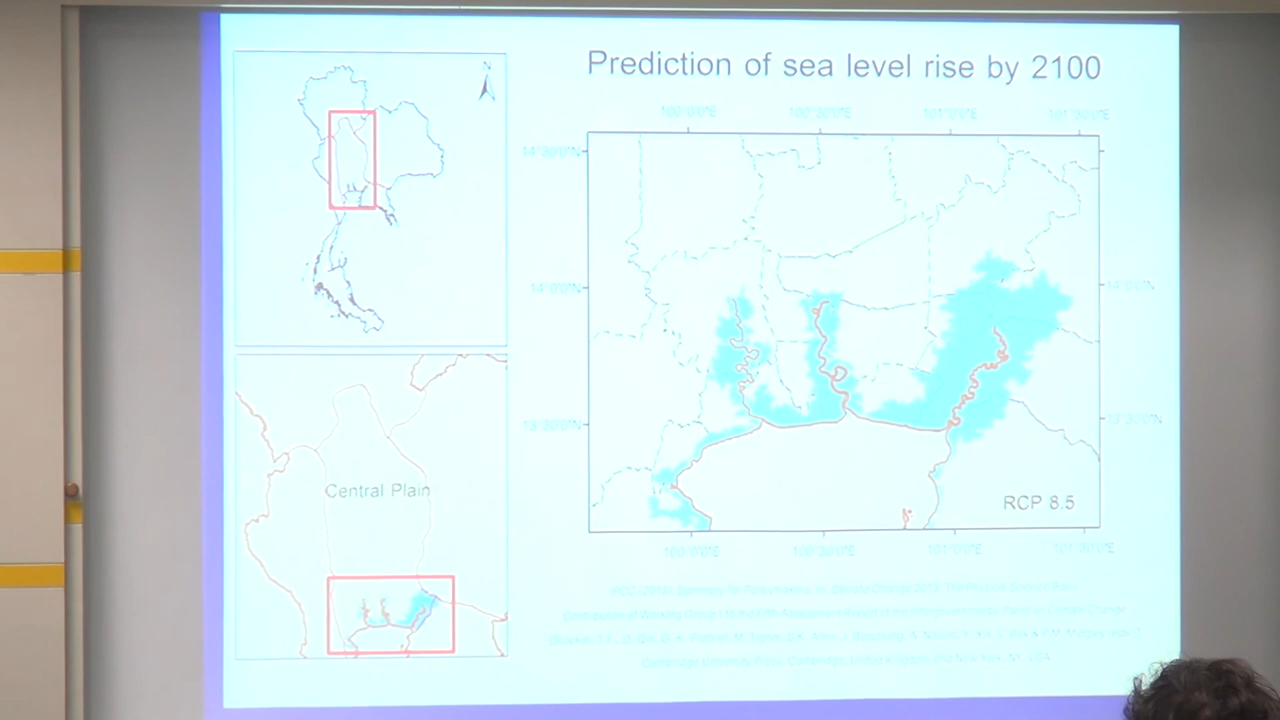 Prediction of sea level rise by 2100
N
100°0'0"E 100°30'0"E 101°0'0"E 101°30'0"E
14°30'0"N
14°0'0"N 14°0'0"N
13°30'0"N 13°30'0"N
Central Plain
RCP 8.5
100°0'0"E 100°30'0"E 101°0'0"E 101°30'0"E
IPCC (2013). Summary for Policymakers. In: Climate Change 2013: The Physical Science Basis.
Contribution of Working Group I to the Fifth Assessment Report of the Intergovernmental Panel on Climate Change
Cambridge University Press, Cambridge, United Kingdom and New York, NY, USA.